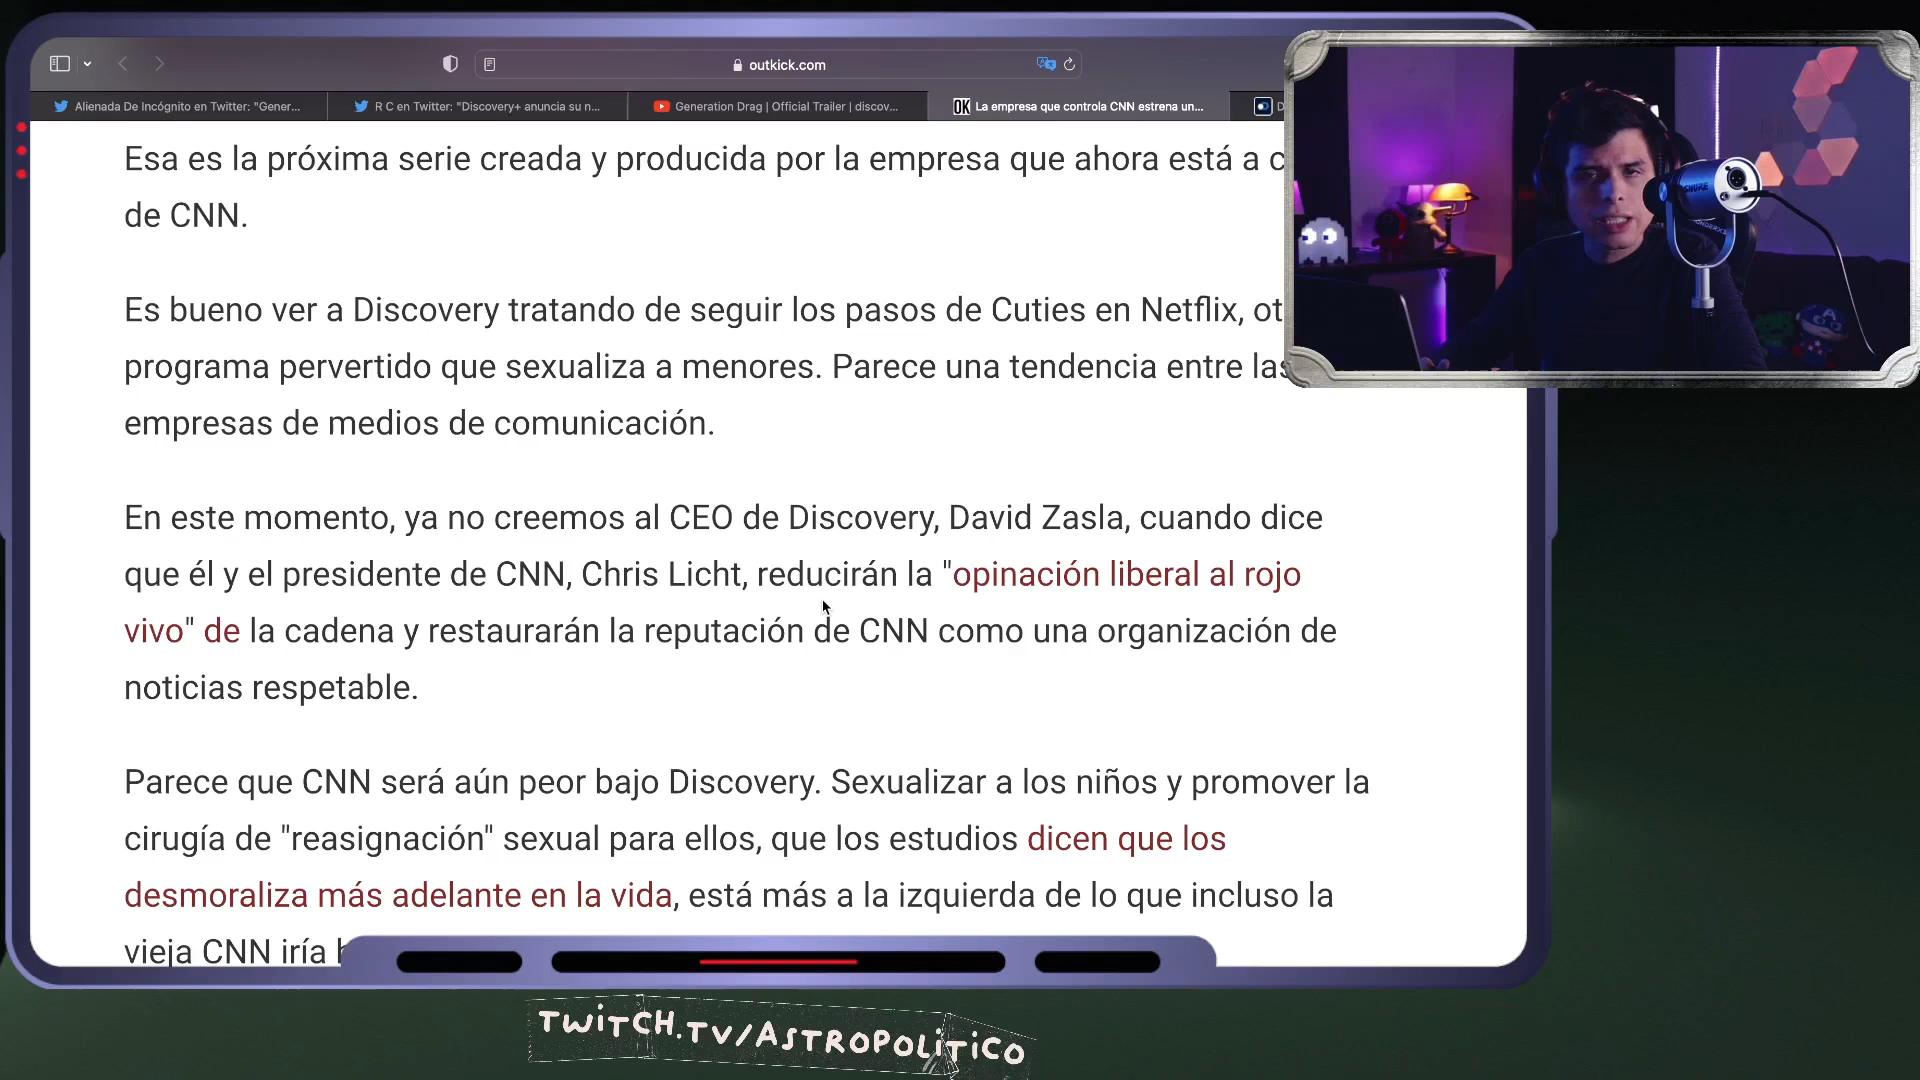 outkick.com
Alienada De Incógnito en Twitter: "Gener...
R C en Twitter: "Discovery+ anuncia su n...
Generation Drag | Official Trailer | discov...
OK La empresa que controla CNN estrena un...
D
Esa es la próxima serie creada y producida por la empresa que ahora está a c
de CNN.
Es bueno ver a Discovery tratando de seguir los pasos de Cuties en Netflix, ot
programa pervertido que sexualiza a menores. Parece una tendencia entre las
empresas de medios de comunicación.
En este momento, ya no creemos al CEO de Discovery, David Zasla, cuando dice
que él y el presidente de CNN, Chris Licht, reducirán la "opinación liberal al rojo
vivo" de la cadena y restaurarán la reputación de CNN como una organización de
noticias respetable.
Parece que CNN será aún peor bajo Discovery. Sexualizar a los niños y promover la
cirugía de "reasignación" sexual para ellos, que los estudios dicen que los
desmoraliza más adelante en la vida, está más a la izquierda de lo que incluso la
vieja CNN iría
SHURE
TWITCH.TV/ASTROPOLÍTICO